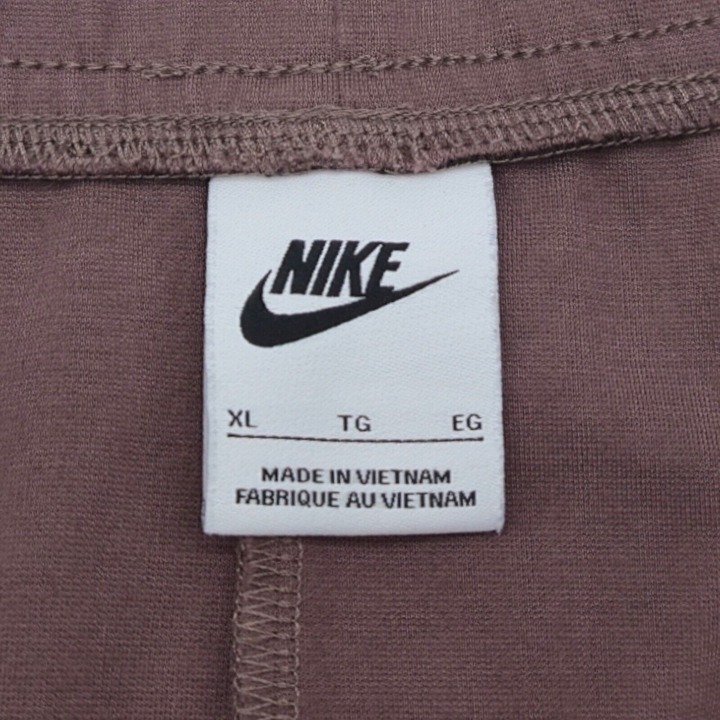 NIKE
XL TG EG
MADE IN VIETNAM
FABRIQUE AU VIETNAM